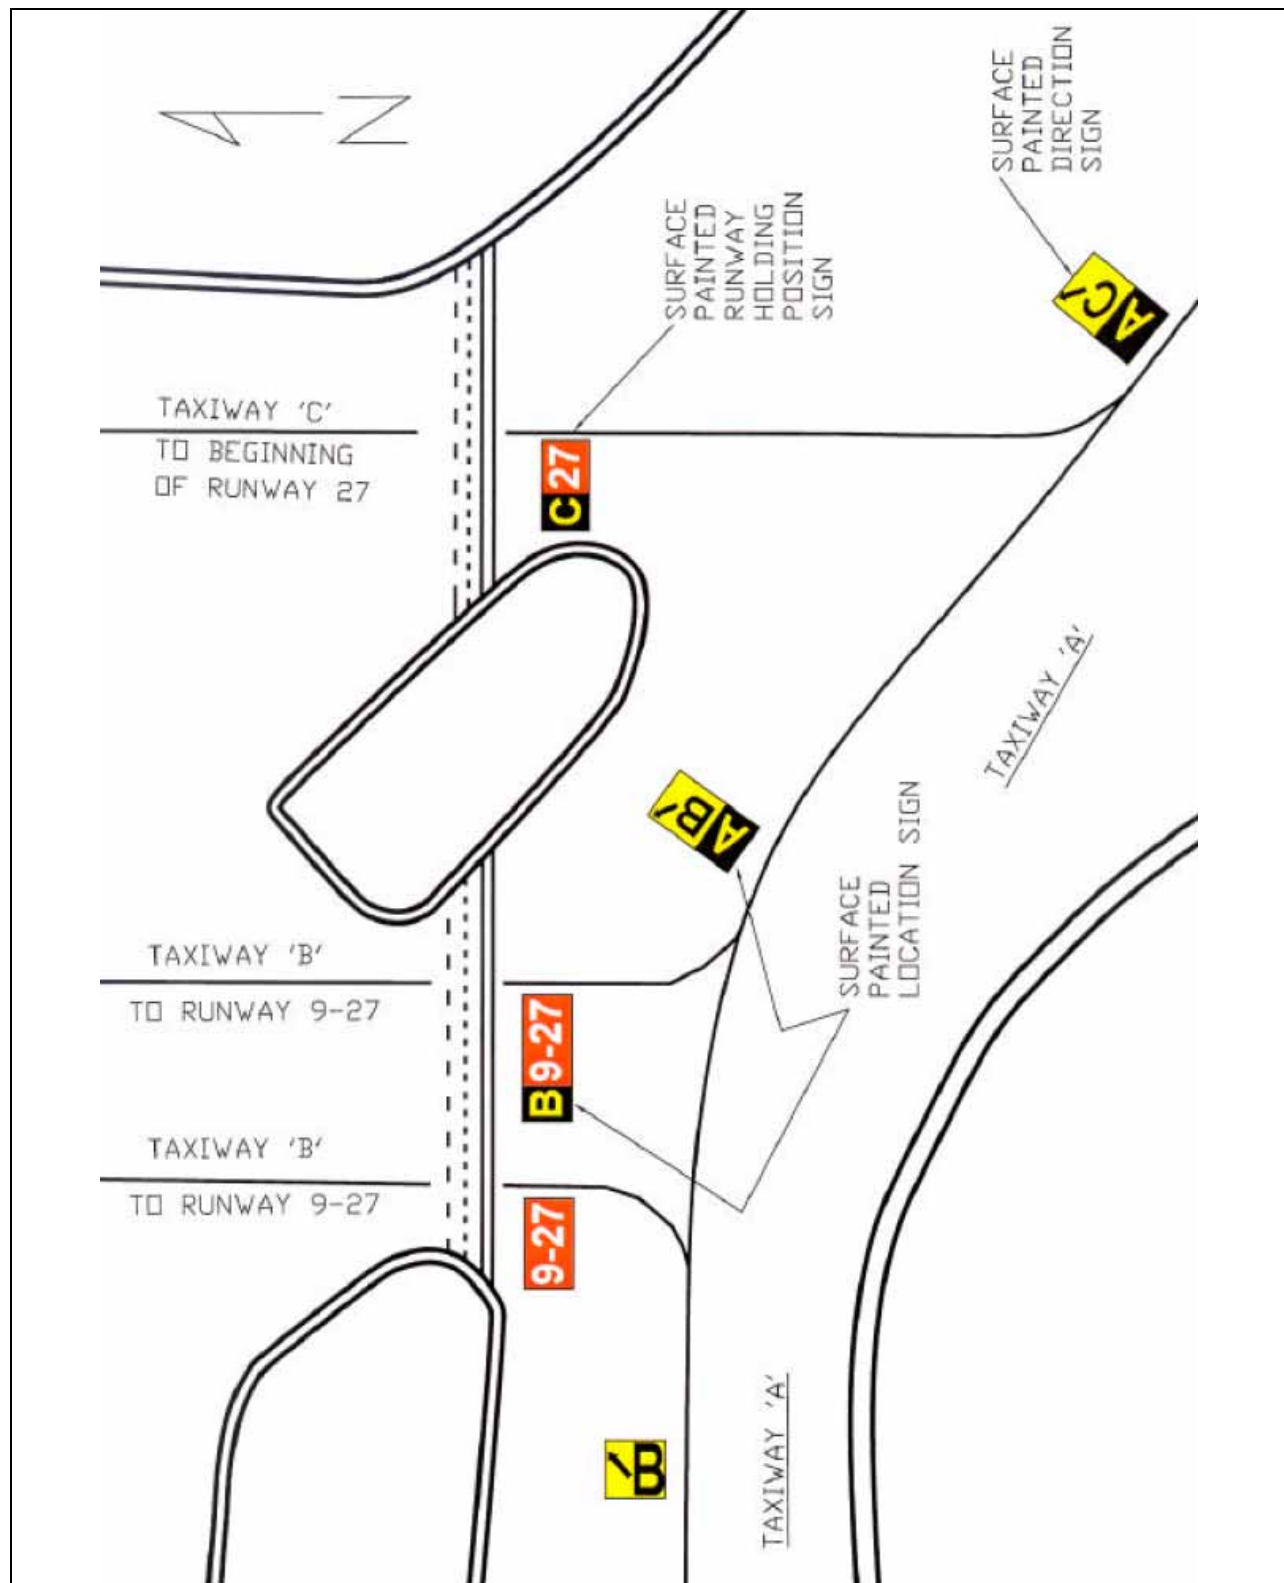 N
SURFACE
PAINTED
DIRECTION
SIGN
SURFACE
PAINTED
RUNWAY
HOLDING
POSITION
SIGN
AC
TAXIWAY 'C'
TO BEGINNING
OF RUNWAY 27
C 27
TAXIWAY 'A'
AB
SURFACE
PAINTED
LOCATION SIGN
TAXIWAY 'B'
TO RUNWAY 9-27
B 9-27
TAXIWAY 'B'
TO RUNWAY 9-27
9-27
B
TAXIWAY 'A'